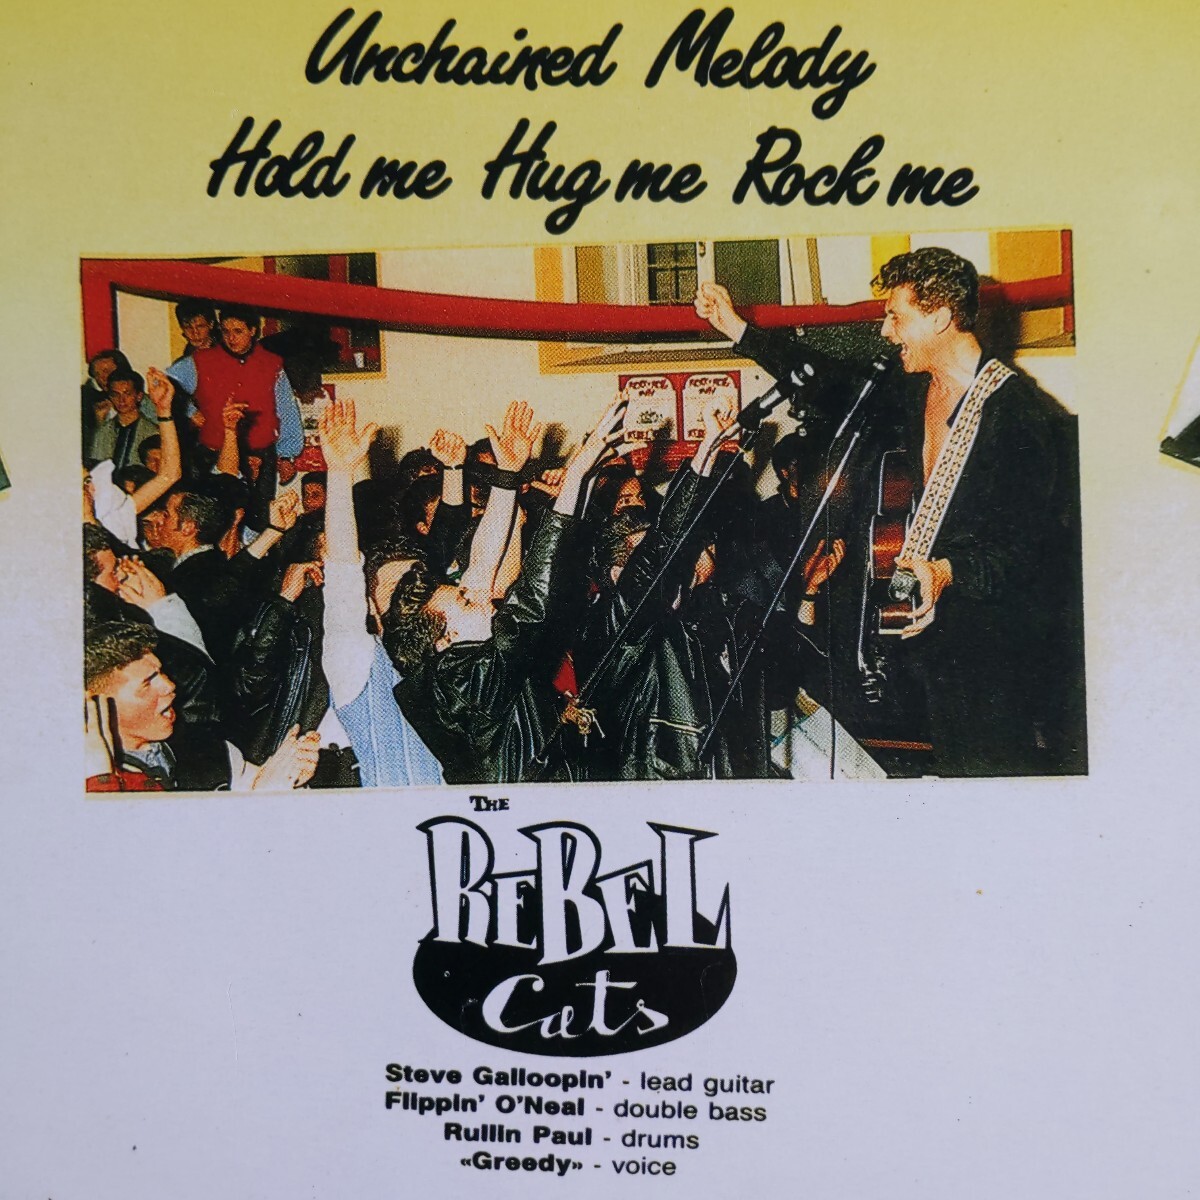 Unchained Melody
Hold me Hug me Rock me
THE
REBEL
Cats
Steve Galloopin' - lead guitar
Flippin' O'Neal - double bass
Rullin Paul - drums
«Greedy» - voice